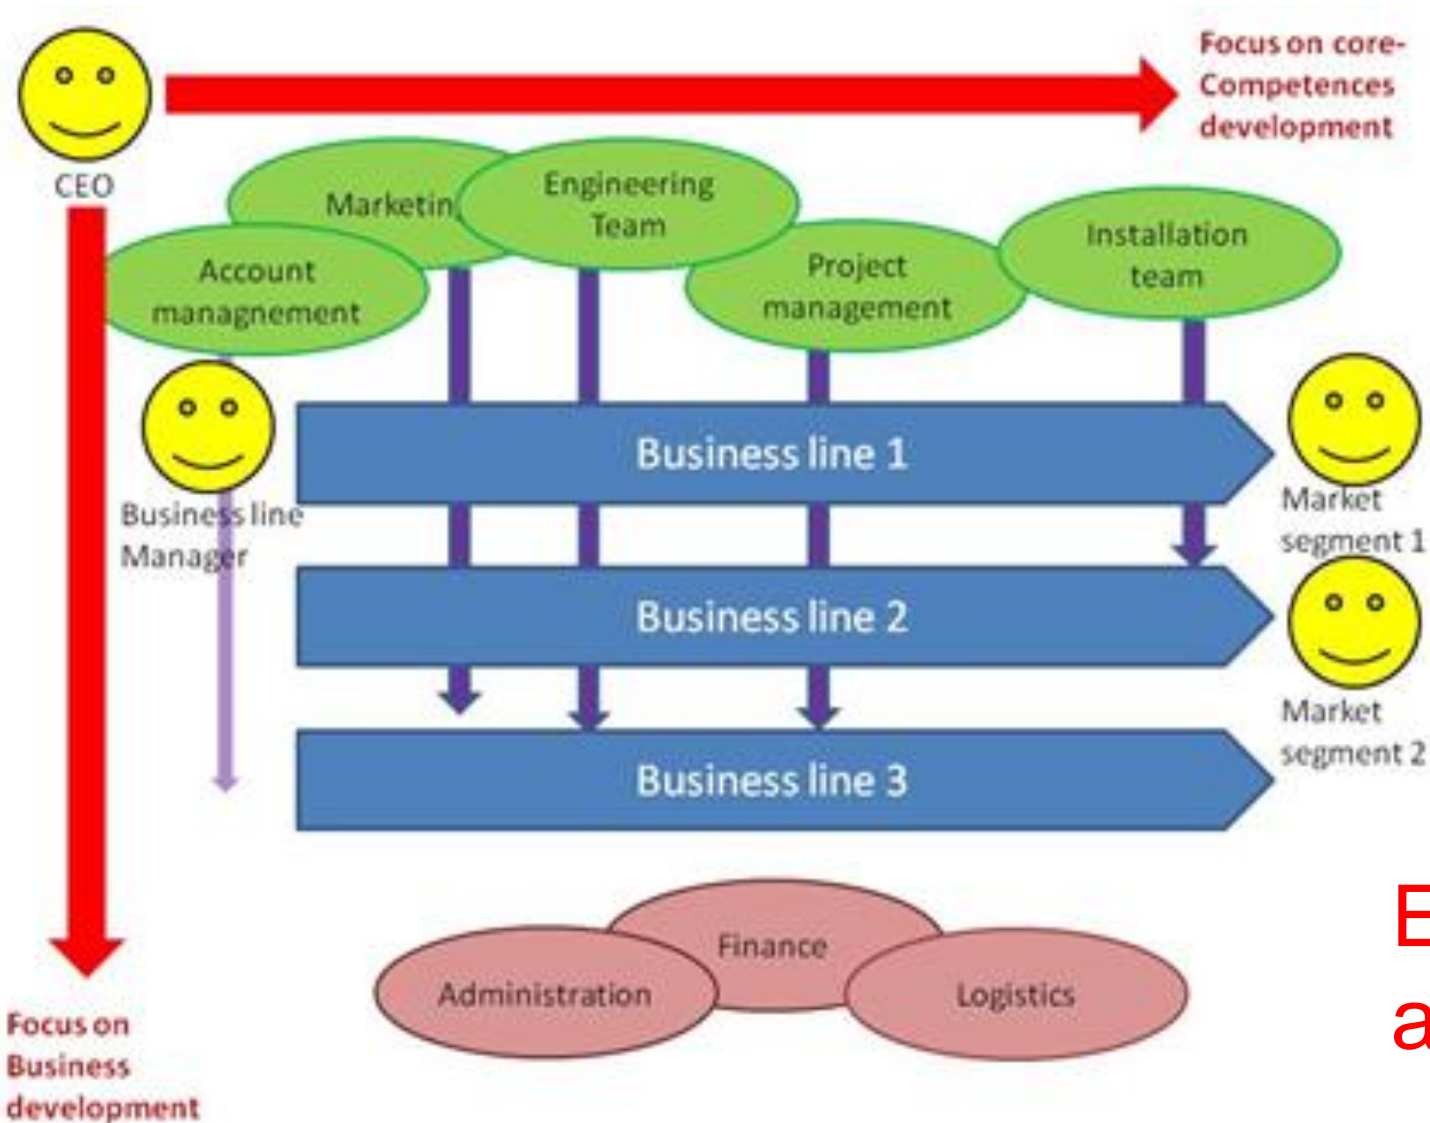 Focus on core-
Competences
development
CEO
Marketin
Engineering
Team
Account
managnement
Project
management
Installation
team
Business line 1
Business line
Manager
Market
segment 1
Business line 2
Market
segment 2
Business line 3
Finance
Administration
Logistics
E
a
Focus on
Business
development